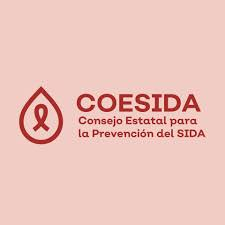 COESIDA
Consejo Estatal para
la Prevención del SIDA